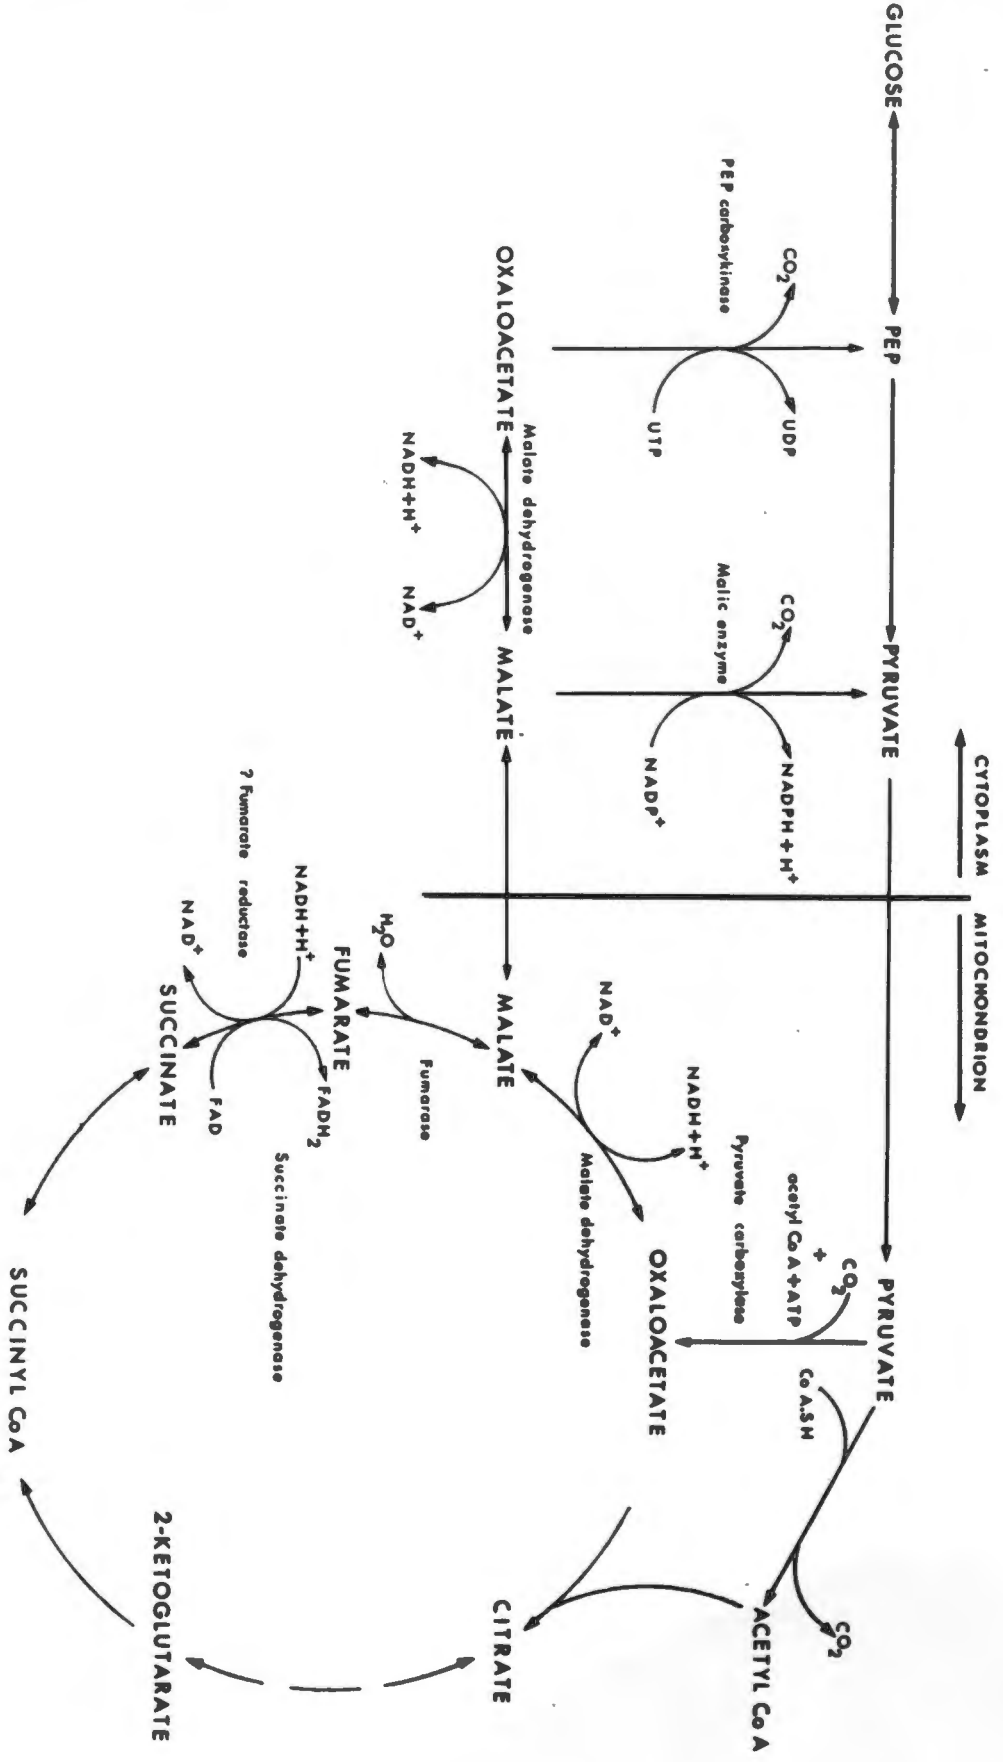 CYTOPLASM
MITOCHONDRION
GLUCOSE
PEP
PYRUVATE
PYRUVATE
CO₂
UDP
PEP carboxykinase
UTP
CO₂
NADPH + H⁺
Malic enzyme
NADP⁺
CO₂
+
acetyl CoA + ATP
Pyruvate carboxylase
CoA.SH
CO₂
ACETYL CoA
OXALOACETATE
NADH + H⁺
NAD⁺
Malate dehydrogenase
OXALOACETATE
Malate dehydrogenase
NADH + H⁺
NAD⁺
MALATE
MALATE
CITRATE
Fumarase
H₂O
FUMARATE
NADH + H⁺
FADH₂
? Fumarate reductase
Succinate dehydrogenase
NAD⁺
FAD
SUCCINATE
2-KETOGLUTARATE
SUCCINYL CoA